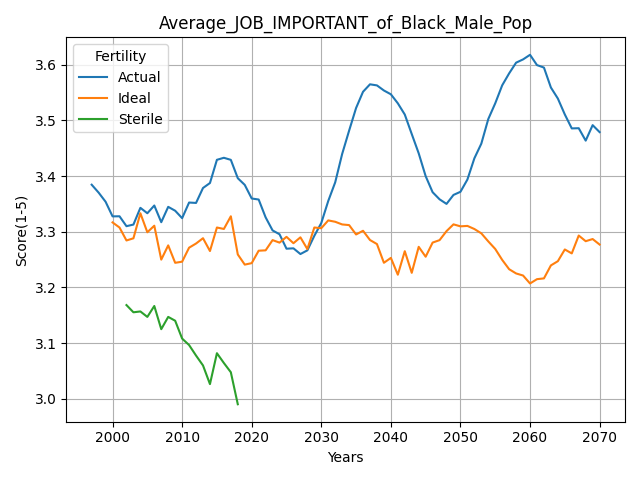 Average_JOB_IMPORTANT_of_Black_Male_Pop
Fertility
Actual
Ideal
Sterile
Score(1-5)
3.6
3.5
3.4
3.3
3.2
3.1
3.0
2000 2010 2020 2030 2040 2050 2060 2070
Years